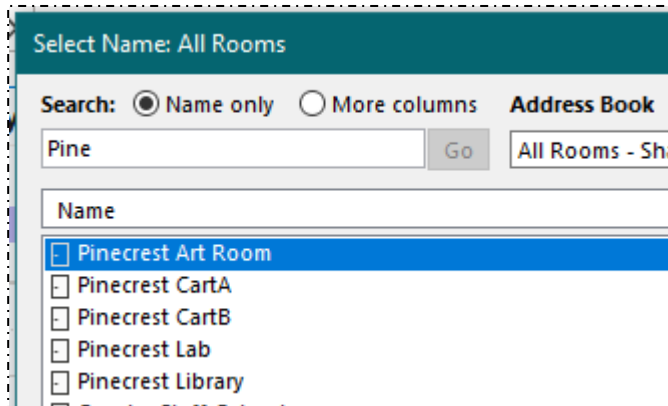 Select Name: All Rooms
Search: Name only More columns Address Book
Pine Go All Rooms - Sha
Name
Pinecrest Art Room
Pinecrest CartA
Pinecrest CartB
Pinecrest Lab
Pinecrest Library